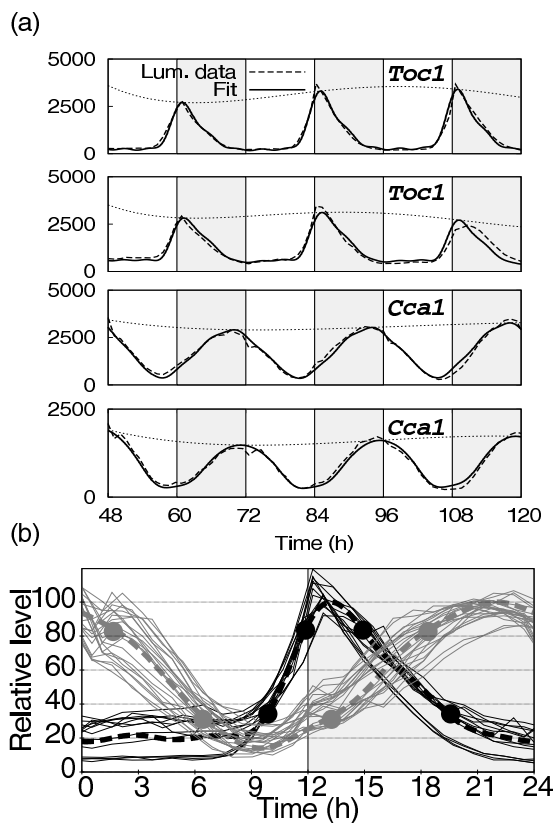 (a)
5000
Lum. data
Toc1
Fit
2500
0
5000
Toc1
2500
0
5000
Cca1
2500
0
2500
Cca1
0
48 60 72 84 96 108 120
Time (h)
(b)
Relative level
100
80
60
40
20
0
0 3 6 9 12 15 18 21 24
Time (h)